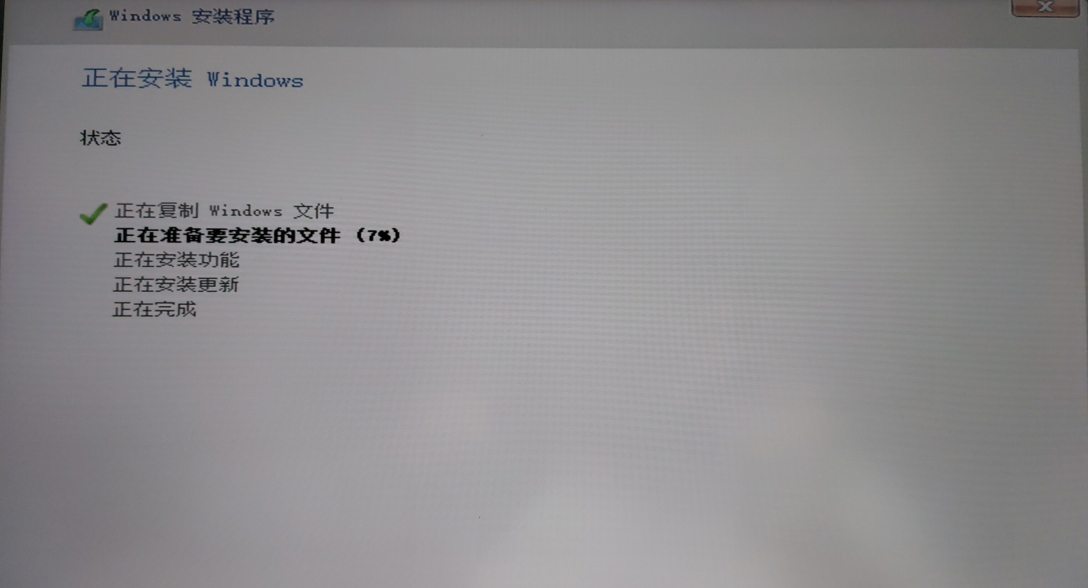 Windows 安装程序
正在安装 Windows
状态
正在复制 Windows 文件
正在准备要安装的文件 (7%)
正在安装功能
正在安装更新
正在完成